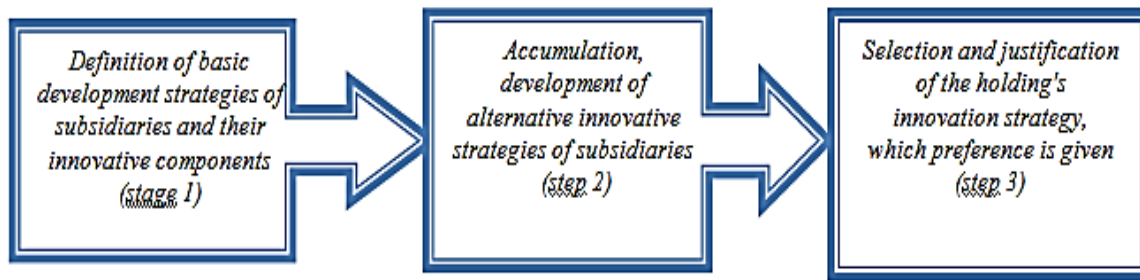 Definition of basic
development strategies of
subsidiaries and their
innovative components
(stage 1)
Accumulation,
development of
alternative innovative
strategies of subsidiaries
(step 2)
Selection and justification
of the holding's
innovation strategy,
which preference is given
(step 3)